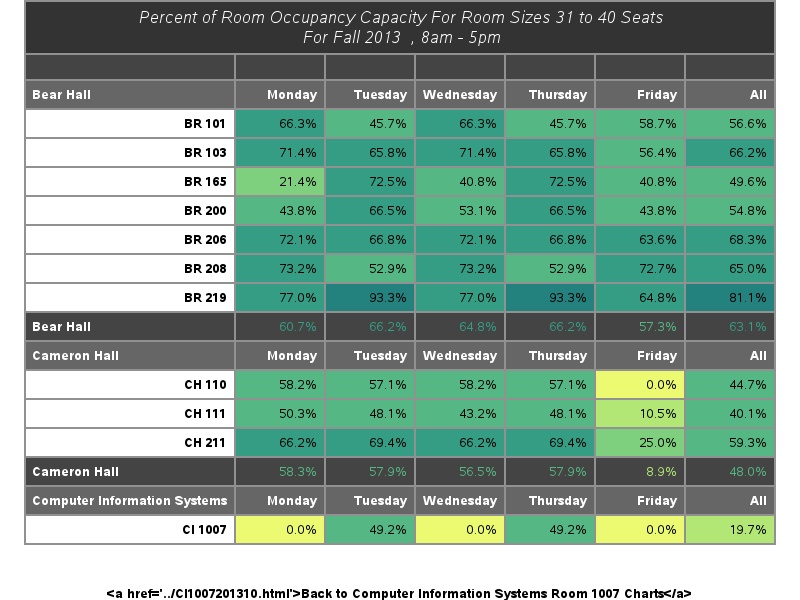 Percent of Room Occupancy Capacity For Room Sizes 31 to 40 Seats
For Fall 2013 , 8am - 5pm
Bear Hall Monday Tuesday Wednesday Thursday Friday All
BR 101 66.3% 45.7% 66.3% 45.7% 58.7% 56.6%
BR 103 71.4% 65.8% 71.4% 65.8% 56.4% 66.2%
BR 165 21.4% 72.5% 40.8% 72.5% 40.8% 49.6%
BR 200 43.8% 66.5% 53.1% 66.5% 43.8% 54.8%
BR 206 72.1% 66.8% 72.1% 66.8% 63.6% 68.3%
BR 208 73.2% 52.9% 73.2% 52.9% 72.7% 65.0%
BR 219 77.0% 93.3% 77.0% 93.3% 64.8% 81.1%
Bear Hall 60.7% 66.2% 64.8% 66.2% 57.3% 63.1%
Cameron Hall Monday Tuesday Wednesday Thursday Friday All
CH 110 58.2% 57.1% 58.2% 57.1% 0.0% 44.7%
CH 111 50.3% 48.1% 43.2% 48.1% 10.5% 40.1%
CH 211 66.2% 69.4% 66.2% 69.4% 25.0% 59.3%
Cameron Hall 58.3% 57.9% 56.5% 57.9% 8.9% 48.0%
Computer Information Systems Monday Tuesday Wednesday Thursday Friday All
CI 1007 0.0% 49.2% 0.0% 49.2% 0.0% 19.7%
<a href='../CI1007201310.html'>Back to Computer Information Systems Room 1007 Charts</a>